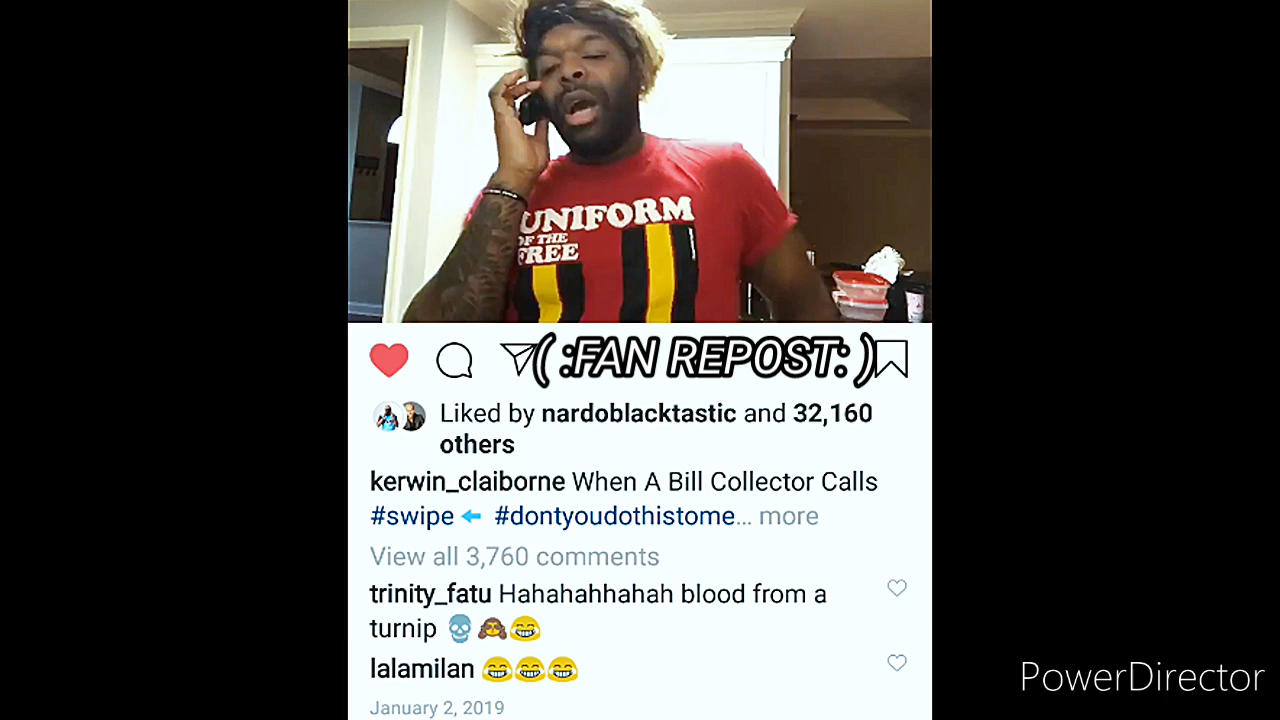 UNIFORM
OF THE
FREE
( :FAN REPOST: )
Liked by nardoblacktastic and 32,160
others
kerwin_claiborne When A Bill Collector Calls
#swipe ⬅ #dontyoudothistome... more
View all 3,760 comments
trinity_fatu Hahahahhahah blood from a
turnip 💀🙈😂
lalamilan 😂😂😂
January 2, 2019
PowerDirector